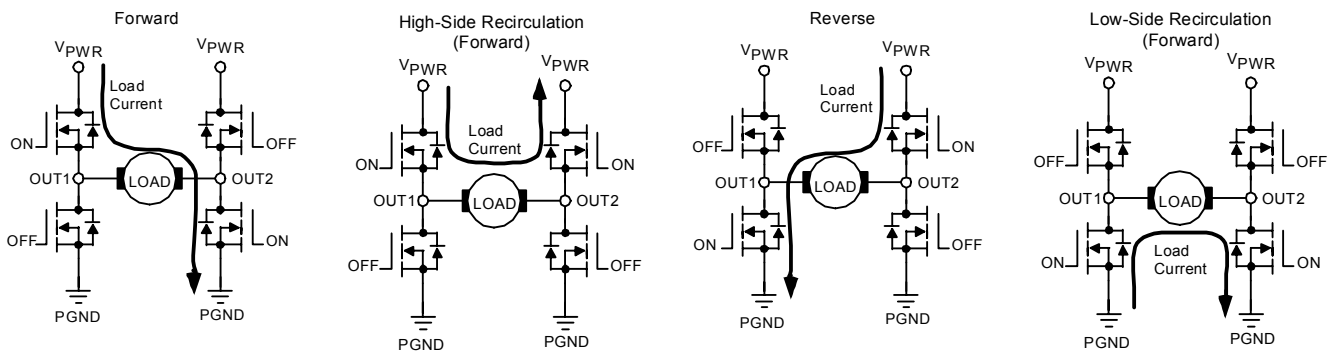 Forward
VPWR
VPWR
Load
Current
ON
OFF
OUT1
LOAD
OUT2
OFF
ON
PGND
PGND
High-Side Recirculation
(Forward)
VPWR
VPWR
Load
Current
ON
ON
OUT1
LOAD
OUT2
OFF
OFF
PGND
PGND
Reverse
VPWR
VPWR
Load
Current
OFF
ON
OUT1
LOAD
OUT2
ON
OFF
PGND
PGND
Low-Side Recirculation
(Forward)
VPWR
VPWR
OFF
OFF
OUT1
LOAD
OUT2
ON
Load
Current
ON
PGND
PGND